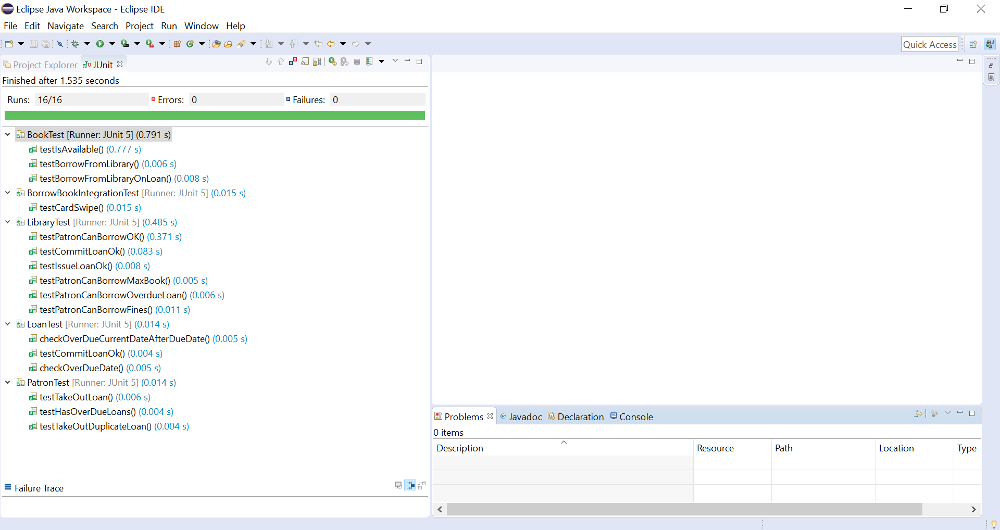 Eclipse Java Workspace - Eclipse IDE
File Edit Navigate Search Project Run Window Help
Quick Access
Project Explorer JUnit
Finished after 1.535 seconds
Runs: 16/16 Errors: 0 Failures: 0
BookTest [Runner: JUnit 5] (0.791 s)
testIsAvailable() (0.777 s)
testBorrowFromLibrary() (0.006 s)
testBorrowFromLibraryOnLoan() (0.008 s)
BorrowBookIntegrationTest [Runner: JUnit 5] (0.015 s)
testCardSwipe() (0.015 s)
LibraryTest [Runner: JUnit 5] (0.485 s)
testPatronCanBorrowOK() (0.371 s)
testCommitLoanOk() (0.083 s)
testIssueLoanOk() (0.008 s)
testPatronCanBorrowMaxBook() (0.005 s)
testPatronCanBorrowOverdueLoan() (0.006 s)
testPatronCanBorrowFines() (0.011 s)
LoanTest [Runner: JUnit 5] (0.014 s)
checkOverDueCurrentDateAfterDueDate() (0.005 s)
testCommitLoanOk() (0.004 s)
checkOverDueDate() (0.005 s)
PatronTest [Runner: JUnit 5] (0.014 s)
testTakeOutLoan() (0.006 s)
testHasOverDueLoans() (0.004 s)
testTakeOutDuplicateLoan() (0.004 s)
Failure Trace
Problems Javadoc Declaration Console
0 items
Description Resource Path Location Type